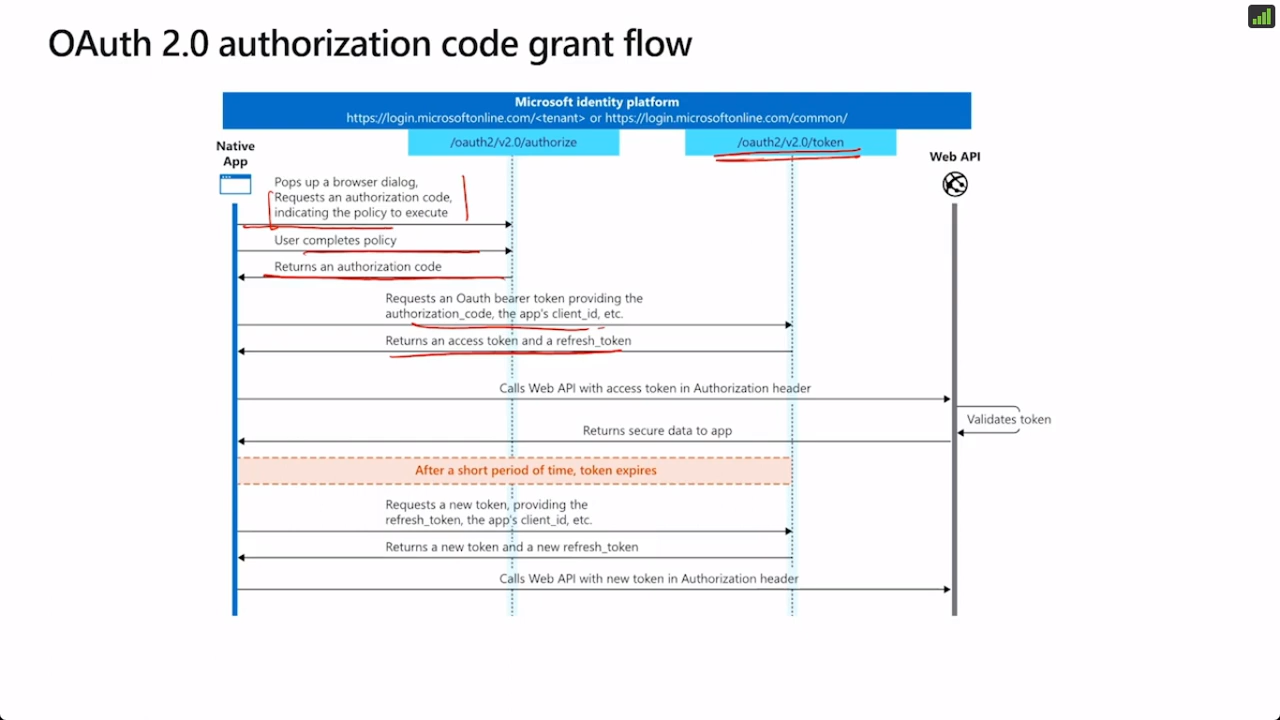 OAuth 2.0 authorization code grant flow
Microsoft identity platform
https://login.microsoftonline.com/<tenant> or https://login.microsoftonline.com/common/
/oauth2/v2.0/authorize
/oauth2/v2.0/token
Native
App
Web API
Pops up a browser dialog,
Requests an authorization code,
indicating the policy to execute
User completes policy
Returns an authorization code
Requests an Oauth bearer token providing the
authorization_code, the app's client_id, etc.
Returns an access token and a refresh_token
Calls Web API with access token in Authorization header
Validates token
Returns secure data to app
After a short period of time, token expires
Requests a new token, providing the
refresh_token, the app's client_id, etc.
Returns a new token and a new refresh_token
Calls Web API with new token in Authorization header